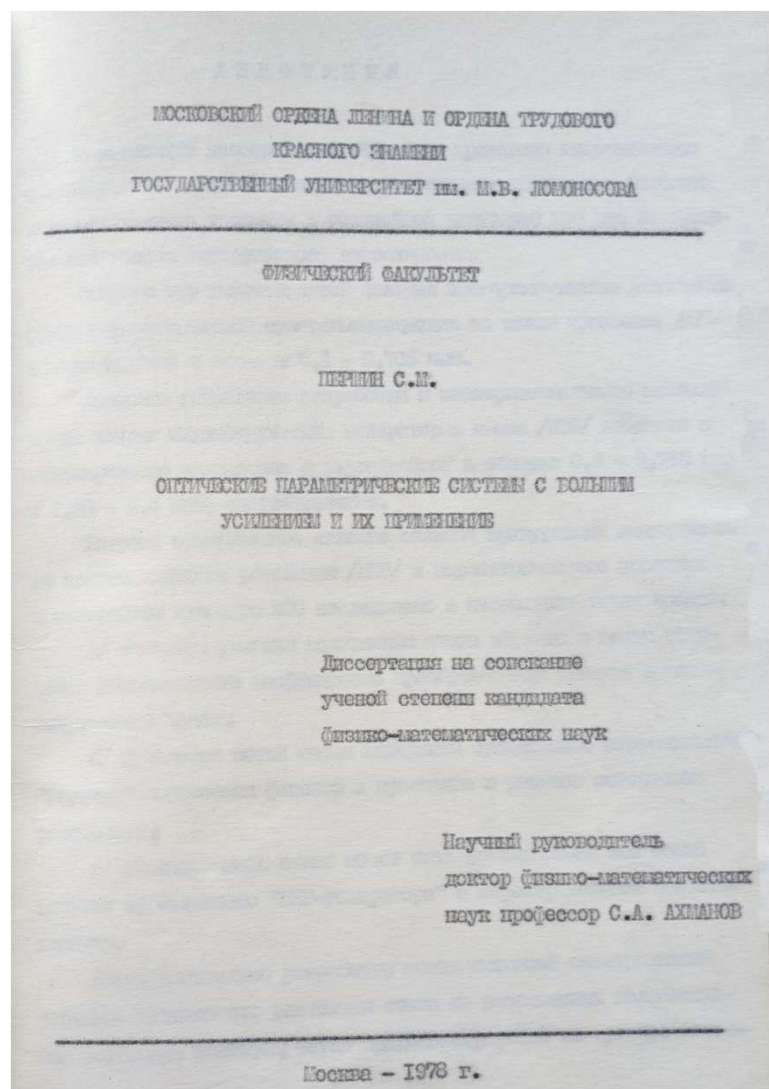 МОСКОВСКИЙ ОРДЕНА ЛЕНИНА И ОРДЕНА ТРУДОВОГО
КРАСНОГО ЗНАМЕНИ
ГОСУДАРСТВЕННЫЙ УНИВЕРСИТЕТ им. М.В. ЛОМОНОСОВА
ФИЗИЧЕСКИЙ ФАКУЛЬТЕТ
ПЕРШИН С.М.
ОПТИЧЕСКИЕ ПАРАМЕТРИЧЕСКИЕ СИСТЕМЫ С БОЛЬШИМ
УСИЛЕНИЕМ И ИХ ПРИМЕНЕНИЕ
Диссертация на соискание
ученой степени кандидата
физико-математических наук
Научный руководитель
доктор физико-математических
наук профессор С.А. АХМАНОВ
Москва - 1978 г.